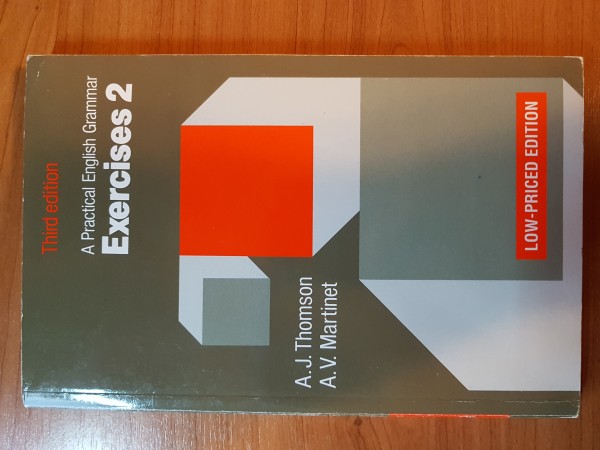 Third edition
A Practical English Grammar
Exercises 2
A.J. Thomson
A.V. Martinet
LOW-PRICED EDITION